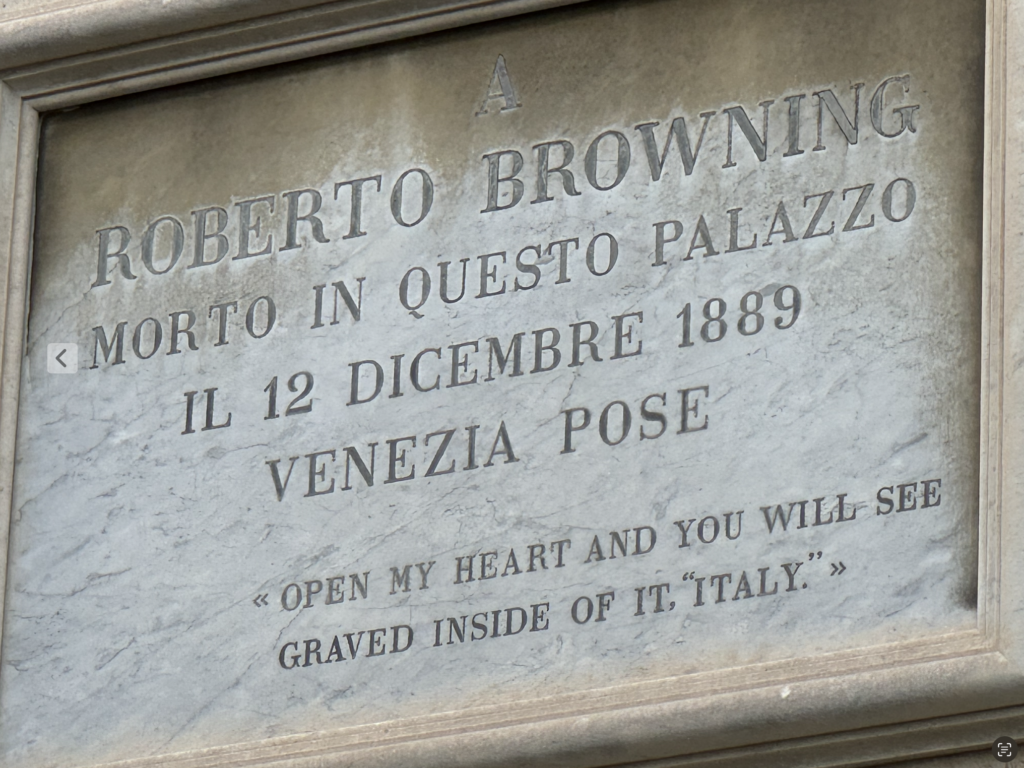 A
ROBERTO BROWNING
MORTO IN QUESTO PALAZZO
IL 12 DICEMBRE 1889
VENEZIA POSE
« OPEN MY HEART AND YOU WILL SEE
GRAVED INSIDE OF IT, “ITALY.” »